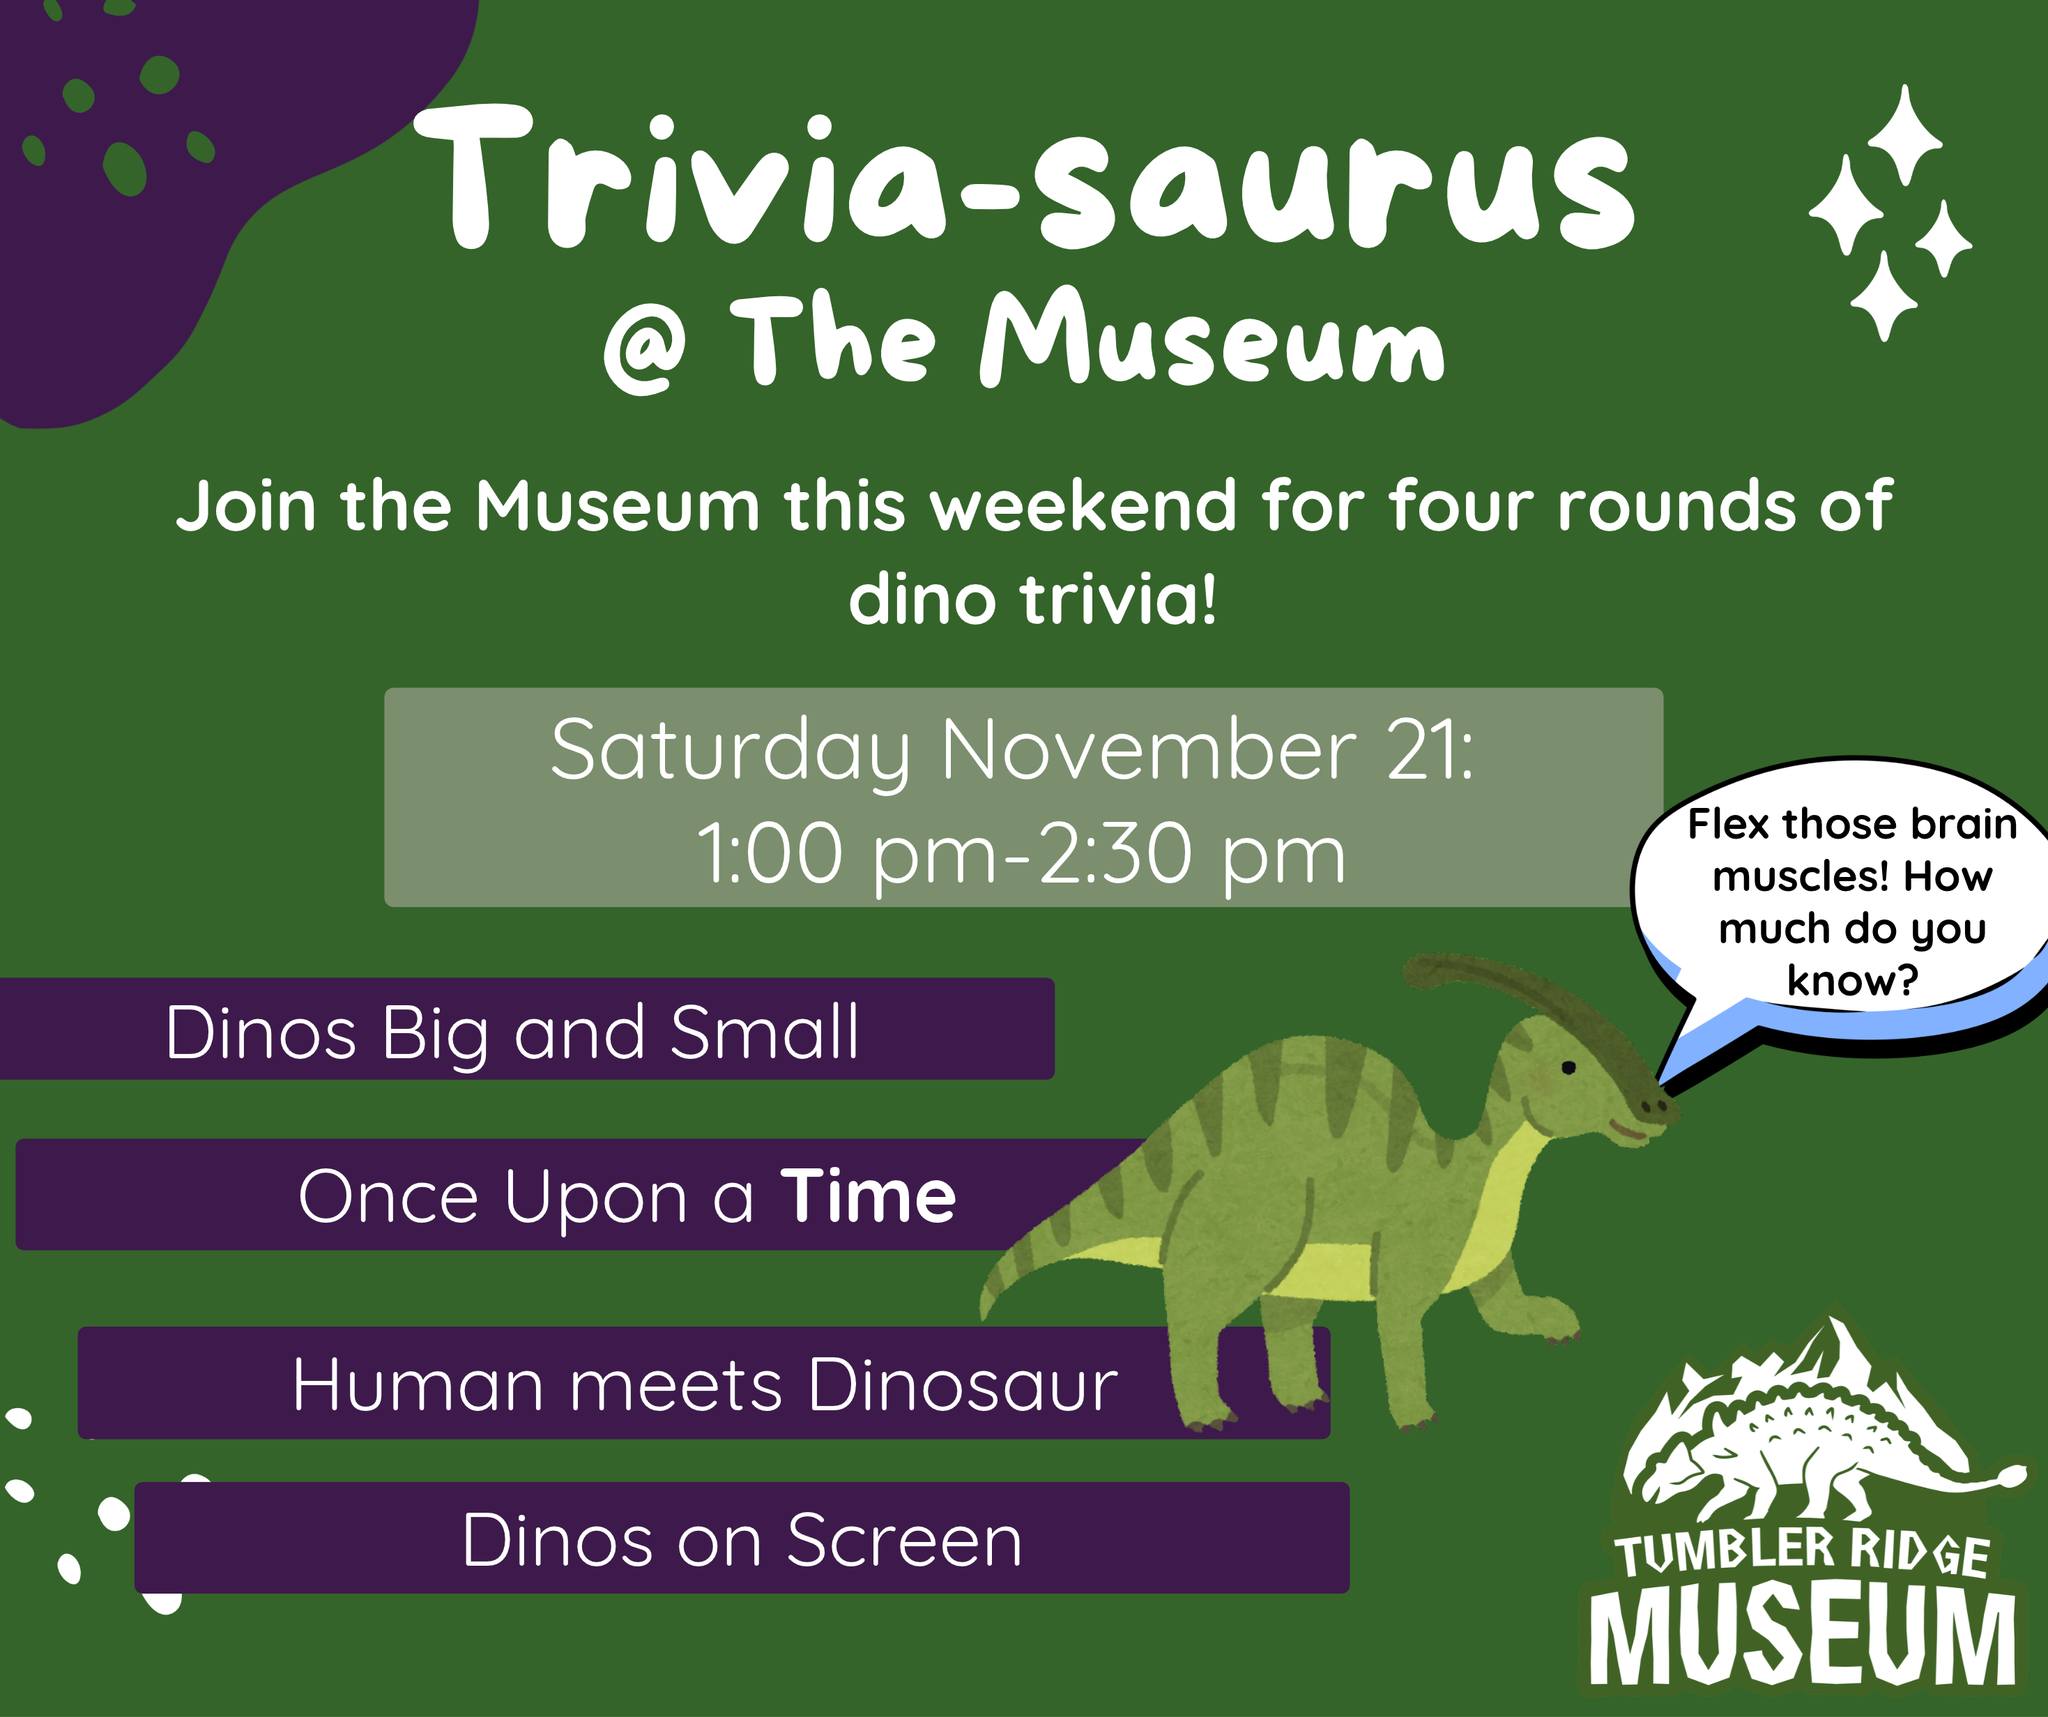 Trivia-saurus
@ The Museum
Join the Museum this weekend for four rounds of
dino trivia!
Saturday November 21:
1:00 pm-2:30 pm
Flex those brain
muscles! How
much do you
know?
Dinos Big and Small
Once Upon a Time
Human meets Dinosaur
Dinos on Screen
TUMBLER RIDGE
MUSEUM